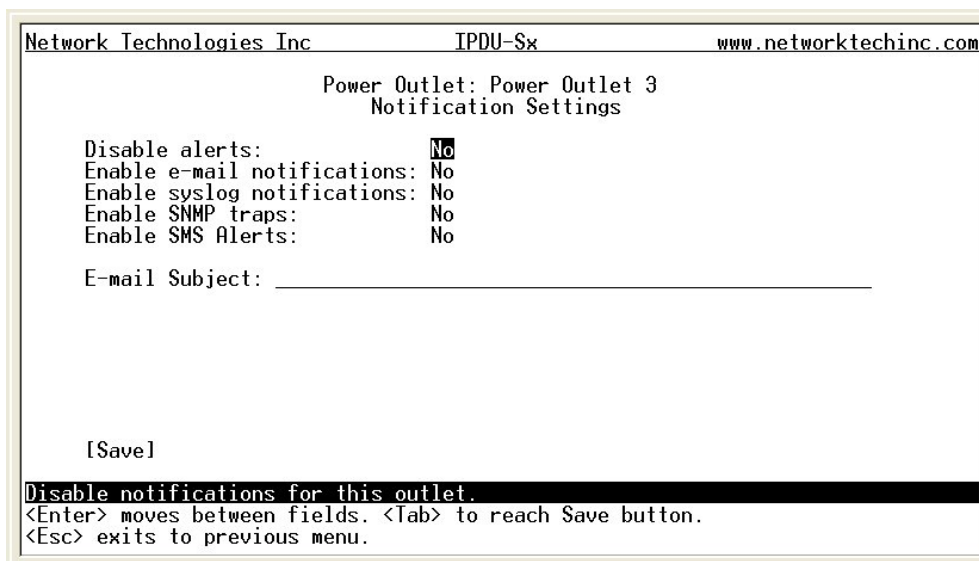 Network Technologies Inc IPDU-Sx www.networktechinc.com
Power Outlet: Power Outlet 3
Notification Settings
Disable alerts: No
Enable e-mail notifications: No
Enable syslog notifications: No
Enable SNMP traps: No
Enable SMS Alerts: No
E-mail Subject:
[Save]
Disable notifications for this outlet.
<Enter> moves between fields. <Tab> to reach Save button.
<Esc> exits to previous menu.